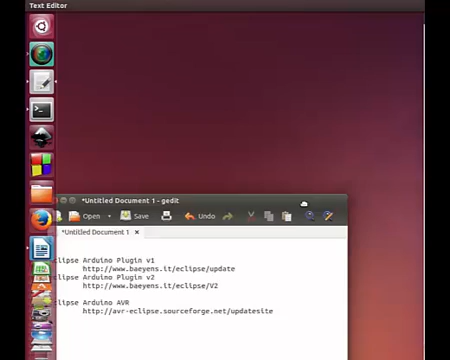 Text Editor
*Untitled Document 1 - gedit
Open Save Undo
*Untitled Document 1 ×
clipse Arduino Plugin v1
http://www.baeyens.it/eclipse/update
clipse Arduino Plugin v2
http://www.baeyens.it/eclipse/V2
clipse Arduino AVR
http://avr-eclipse.sourceforge.net/updatesite